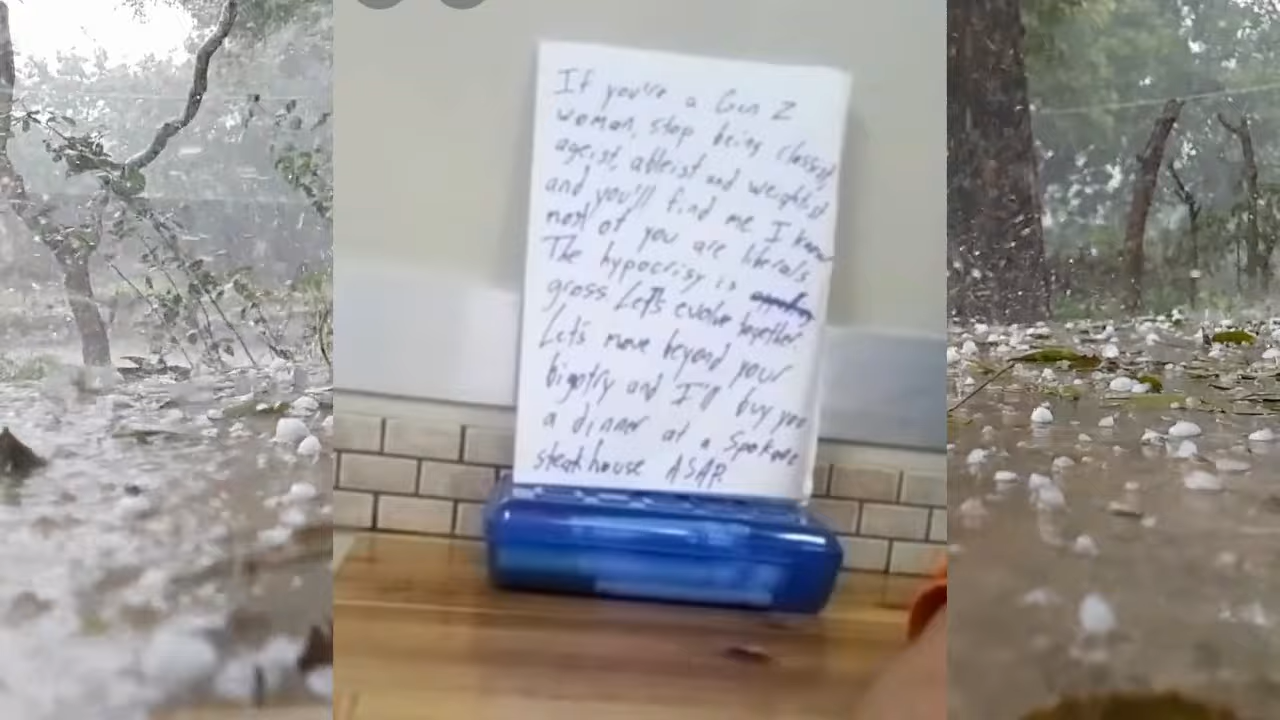 If you're a Gen Z
woman, stop being classist,
ageist, ableist and weightist
and you'll find me I know
most of you are liberals
The hypocrisy is
gross Let's evolve together
Let's move beyond your
bigotry and I'll buy you
a dinner at a Spokane
steakhouse ASAP.